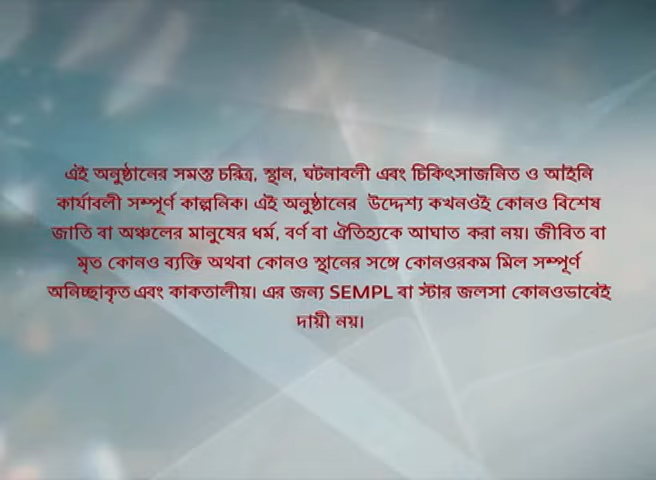 এই অনুষ্ঠানের সমস্ত চরিত্র, স্থান, ঘটনাবলী এবং চিকিৎসাজনিত ও আইনি
কার্যাবলী সম্পূর্ণ কাল্পনিক। এই অনুষ্ঠানের উদ্দেশ্য কখনওই কোনও বিশেষ
জাতি বা অঞ্চলের মানুষের ধর্ম, বর্ণ বা ঐতিহ্যকে আঘাত করা নয়। জীবিত বা
মৃত কোনও ব্যক্তি অথবা কোনও স্থানের সঙ্গে কোনওরকম মিল সম্পূর্ণ
অনিচ্ছাকৃত এবং কাকতালীয়। এর জন্য SEMPL বা স্টার জলসা কোনওভাবেই
দায়ী নয়।